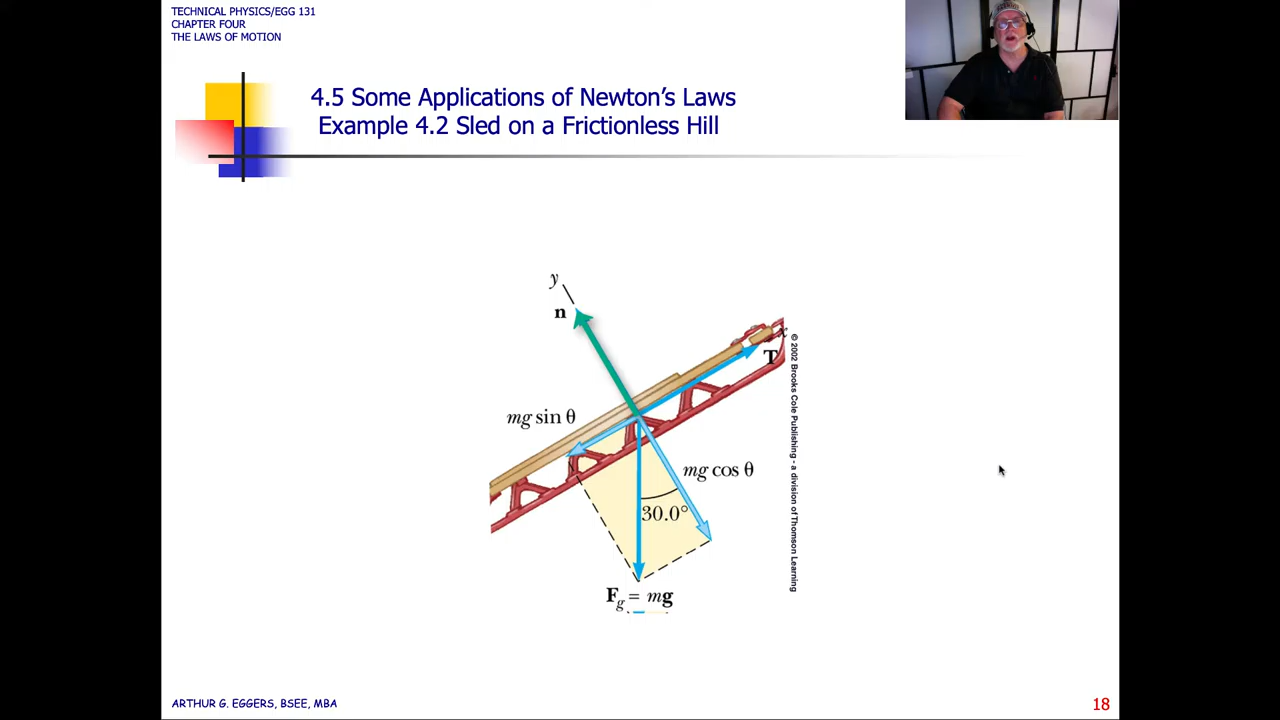 TECHNICAL PHYSICS/EGG 131
CHAPTER FOUR
THE LAWS OF MOTION
4.5 Some Applications of Newton's Laws
Example 4.2 Sled on a Frictionless Hill
y
n
x
T
mg sin θ
mg cos θ
30.0°
Fg = mg
© 2002 Brooks Cole Publishing - a division of Thomson Learning
ARTHUR G. EGGERS, BSEE, MBA
18